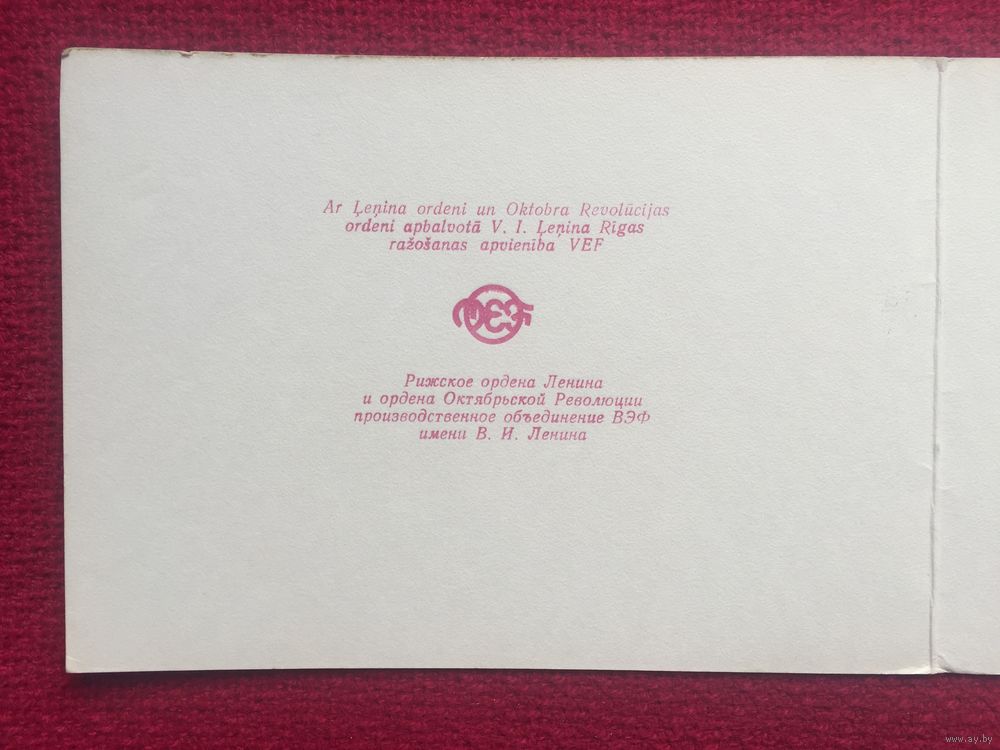 Ar Ļeņina ordeni un Oktobra Revolūcijas
ordeni apbalvotā V. I. Ļeņina Rīgas
ražošanas apvienība VEF
VEF
Рижское ордена Ленина
и ордена Октябрьской Революции
производственное объединение ВЭФ
имени В. И. Ленина
www.ay.by